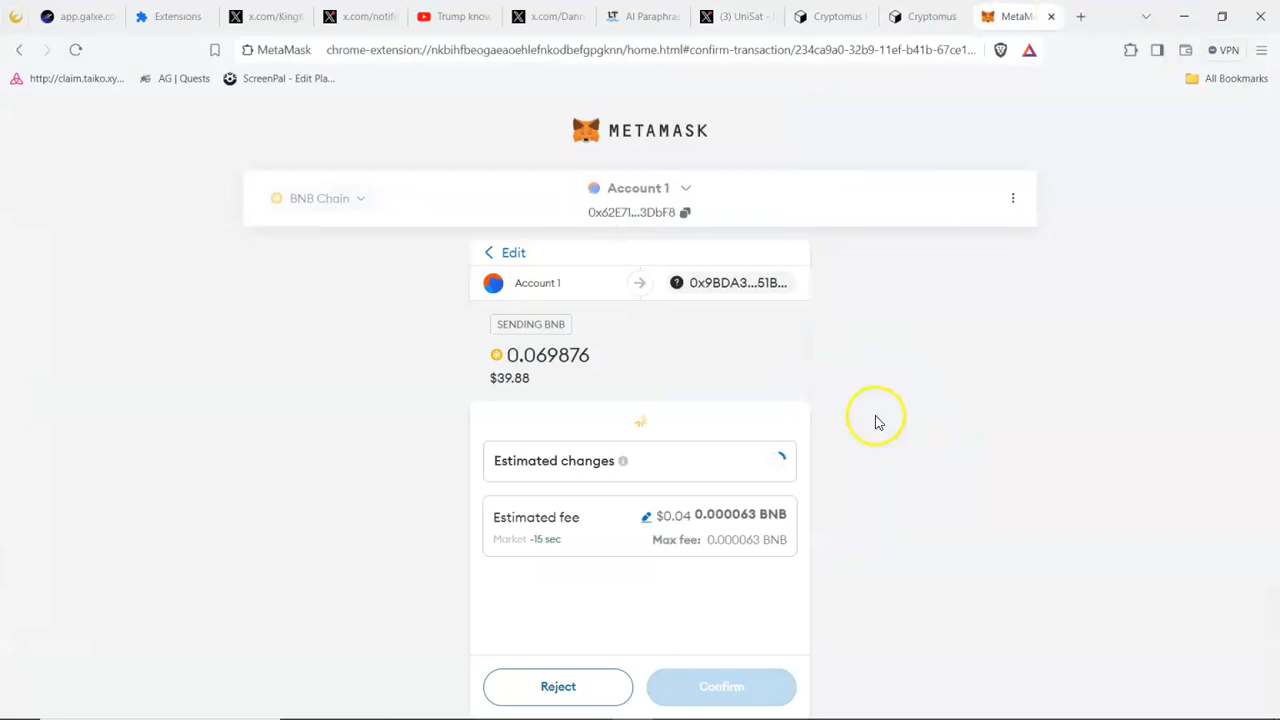 app.galxe.co
Extensions
x.com/King
x.com/notifi
Trump know
x.com/Dann
AI Paraphras
(3) UniSat -
Cryptomus
Cryptomus
MetaM
MetaMask
chrome-extension://nkbihfbeogaeaoehlefnkodbefgpgknn/home.html#confirm-transaction/234ca9a0-32b9-11ef-b41b-67ce1...
VPN
http://claim.taiko.xy...
AG | Quests
ScreenPal - Edit Pla...
All Bookmarks
METAMASK
BNB Chain
Account 1
0x62E71...3DbF8
Edit
Account 1
0x9BDA3...51B...
SENDING BNB
0.069876
$39.88
Estimated changes
Estimated fee
$0.04 0.000063 BNB
Market ~15 sec
Max fee: 0.000063 BNB
Reject
Confirm